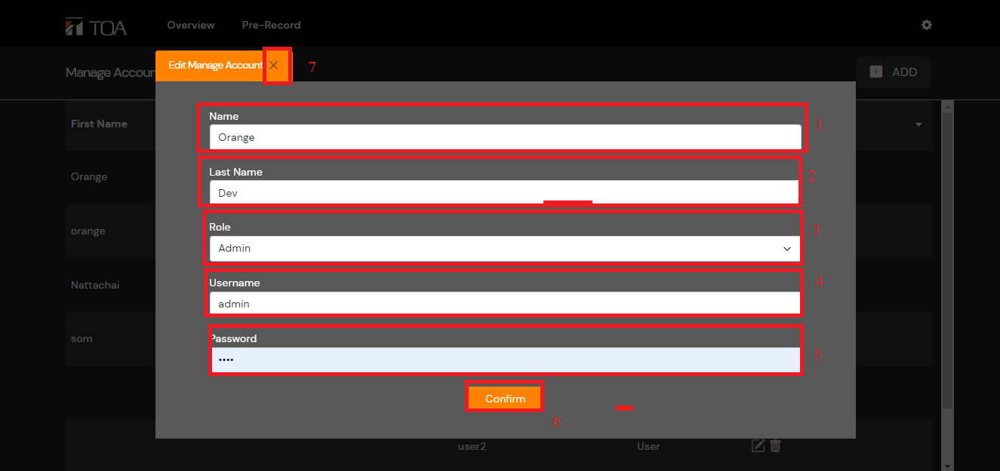 TOA Overview Pre-Record
Edit Manage Account 7
Manage Accoun ADD
Name
1
First Name
Orange
Last Name
2
Orange
Dev
Role
3
orange
Admin
Username
4
Nattachai
admin
Password
som
5
••••
Confirm
6
user2 User